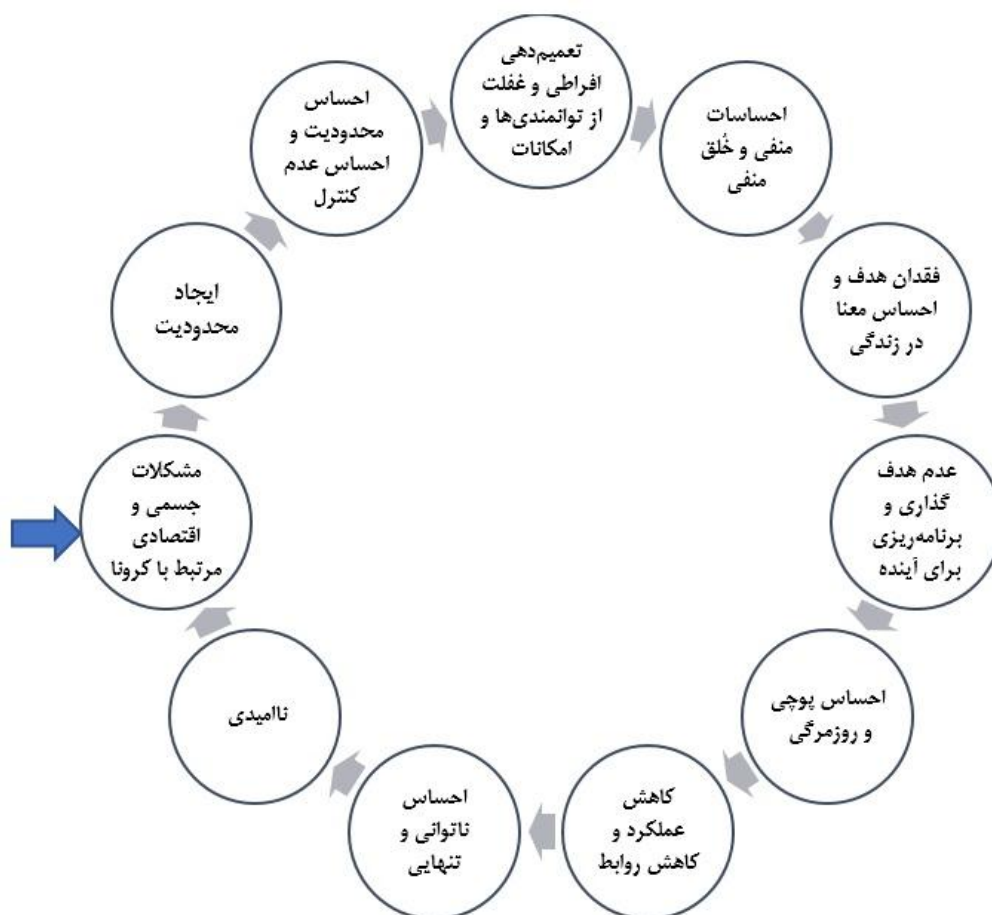 مشکلات
جسمی و
اقتصادی
مرتبط با کرونا
ایجاد
محدودیت
احساس
محدودیت و
احساس عدم
کنترل
تعمیم‌دهی
افراطی و غفلت
از توانمندی‌ها و
امکانات
احساسات
منفی و خُلق
منفی
فقدان هدف و
احساس معنا
در زندگی
عدم هدف
گذاری و
برنامه‌ریزی
برای آینده
احساس پوچی
و روزمرگی
کاهش
عملکرد و
کاهش روابط
احساس
ناتوانی و
تنهایی
ناامیدی